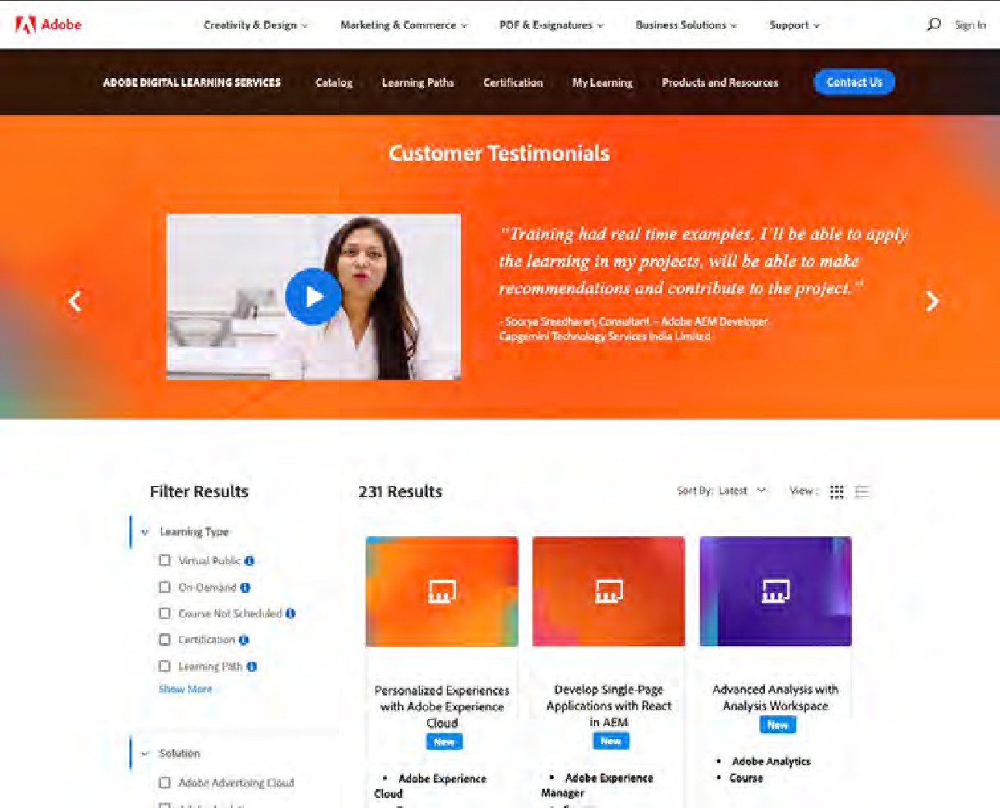 Adobe
Creativity & Design
Marketing & Commerce
PDF & E-signatures
Business Solutions
Support
Sign In
ADOBE DIGITAL LEARNING SERVICES
Catalog
Learning Paths
Certification
My Learning
Products and Resources
Contact Us
Customer Testimonials
"Training had real time examples. I'll be able to apply
the learning in my projects, will be able to make
recommendations and contribute to the project."
- Soorya Sreedharan, Consultant – Adobe AEM Developer,
Capgemini Technology Services India Limited
Filter Results
231 Results
Sort By: Latest
View :
Learning Type
Virtual Public
On-Demand
Course Not Scheduled
Certification
Learning Path
Show More
Solution
Adobe Advertising Cloud
Personalized Experiences
with Adobe Experience
Cloud
New
• Adobe Experience
Cloud
Develop Single-Page
Applications with React
in AEM
New
• Adobe Experience
Manager
Advanced Analysis with
Analysis Workspace
New
• Adobe Analytics
• Course